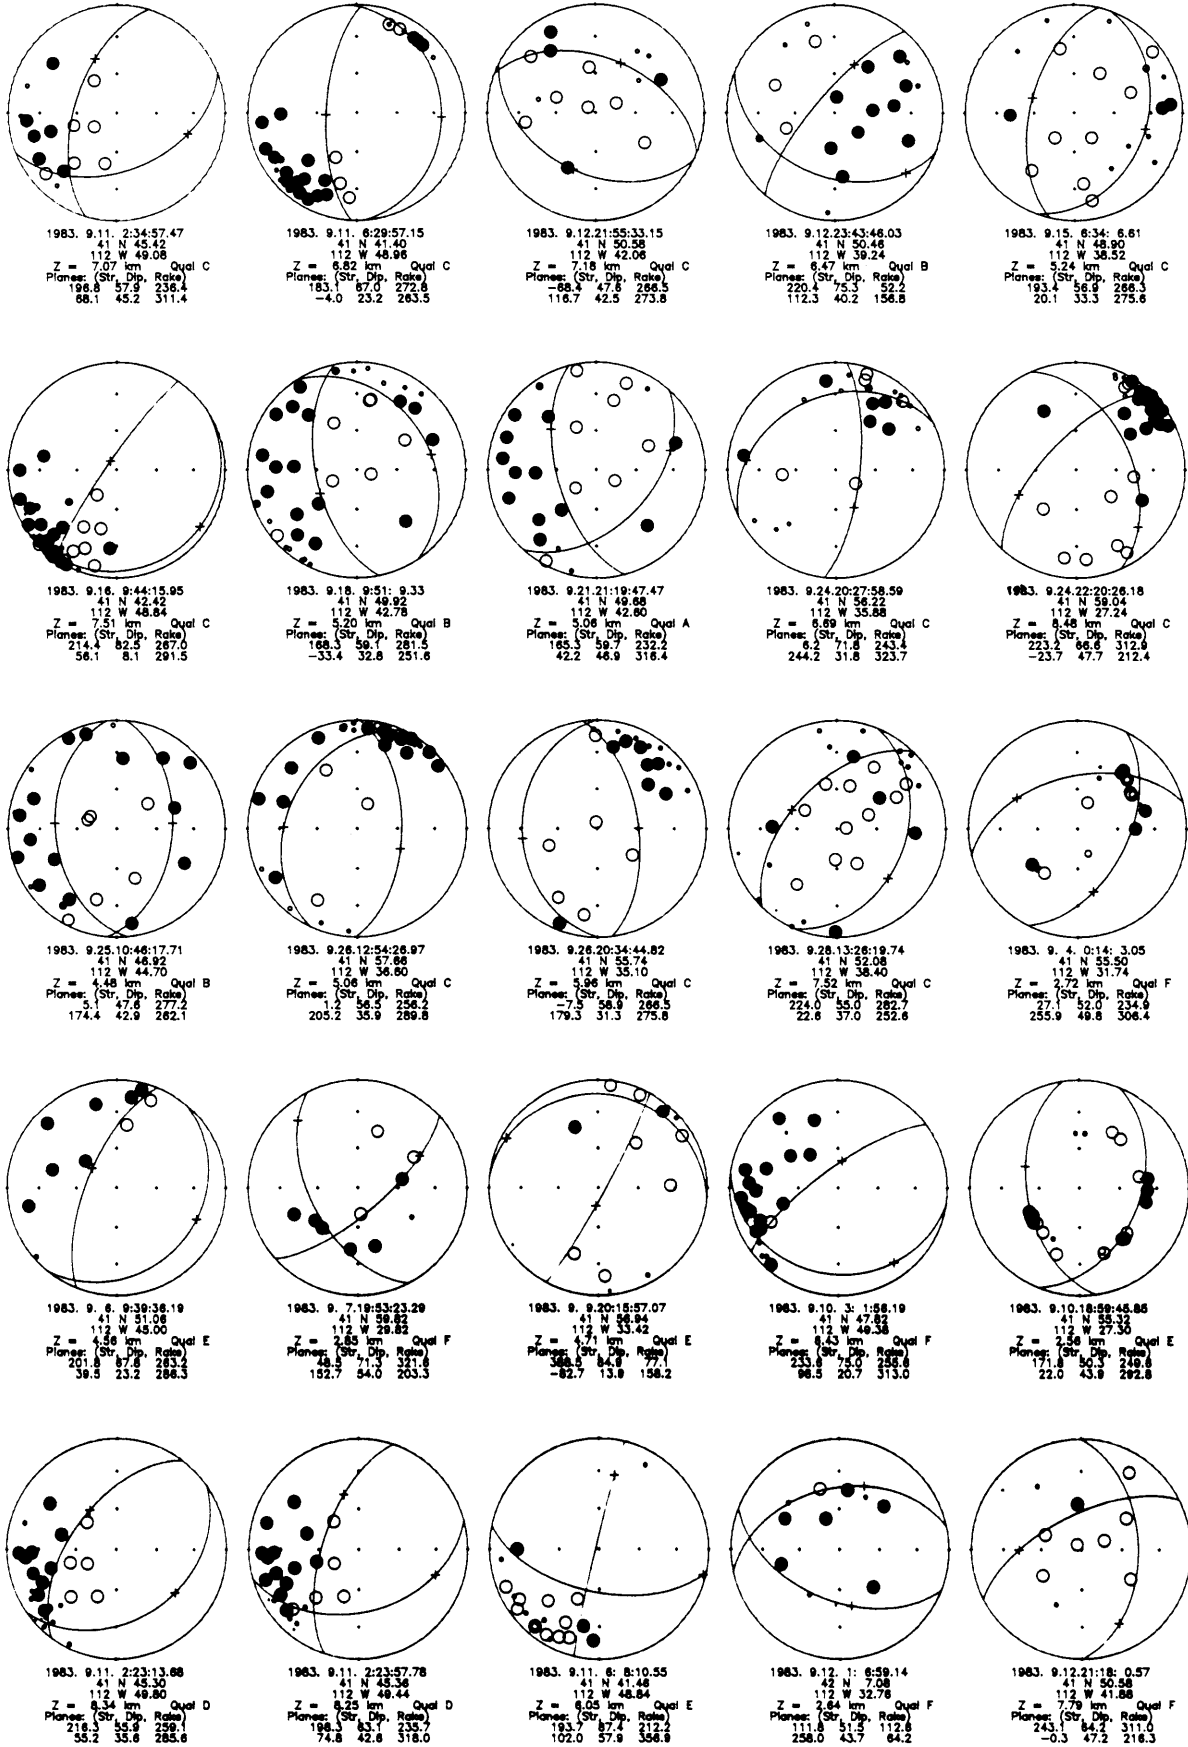 1983. 9.11. 2:34:57.47
41 N 45.42
112 W 49.08
Z = 7.07 km Qual C
Planes: (Str, Dip, Rake)
196.8 57.9 236.4
68.1 45.2 311.4
1983. 9.11. 6:29:57.15
41 N 41.40
112 W 48.96
Z = 6.82 km Qual C
Planes: (Str, Dip, Rake)
183.1 67.0 272.8
-4.0 23.2 263.5
1983. 9.12.21:55:33.15
41 N 50.58
112 W 42.06
Z = 7.18 km Qual C
Planes: (Str, Dip, Rake)
-68.4 47.6 266.5
116.7 42.5 273.8
1983. 9.12.23:43:46.03
41 N 50.46
112 W 39.24
Z = 6.47 km Qual B
Planes: (Str, Dip, Rake)
220.4 75.3 52.2
112.3 40.2 156.8
1983. 9.15. 6:34: 6.61
41 N 48.90
112 W 38.52
Z = 5.24 km Qual C
Planes: (Str, Dip, Rake)
193.4 56.9 266.3
20.1 33.3 275.6
1983. 9.16. 9:44:15.95
41 N 42.42
112 W 48.84
Z = 7.51 km Qual C
Planes: (Str, Dip, Rake)
214.4 82.5 267.0
56.1 8.1 291.5
1983. 9.18. 9:51: 9.33
41 N 49.92
112 W 42.78
Z = 5.20 km Qual B
Planes: (Str, Dip, Rake)
168.3 59.1 281.5
-33.4 32.8 251.6
1983. 9.21.21:19:47.47
41 N 49.68
112 W 42.60
Z = 5.06 km Qual A
Planes: (Str, Dip, Rake)
165.3 59.7 232.2
42.2 46.9 316.4
1983. 9.24.20:27:58.59
41 N 56.22
112 W 35.88
Z = 6.69 km Qual C
Planes: (Str, Dip, Rake)
6.2 71.8 243.4
244.2 31.8 323.7
1983. 9.24.22:20:26.18
41 N 59.04
112 W 27.24
Z = 8.48 km Qual C
Planes: (Str, Dip, Rake)
223.2 66.6 312.9
-23.7 47.7 212.4
1983. 9.25.10:46:17.71
41 N 46.92
112 W 44.70
Z = 4.48 km Qual B
Planes: (Str, Dip, Rake)
5.1 47.6 277.2
174.4 42.9 262.1
1983. 9.26.12:54:26.97
41 N 57.66
112 W 36.60
Z = 5.06 km Qual C
Planes: (Str, Dip, Rake)
1.2 56.5 256.2
205.2 35.9 289.8
1983. 9.26.20:34:44.82
41 N 55.74
112 W 35.10
Z = 5.96 km Qual C
Planes: (Str, Dip, Rake)
-7.5 58.9 266.5
179.3 31.3 275.8
1983. 9.28.13:26:19.74
41 N 52.08
112 W 38.40
Z = 7.52 km Qual C
Planes: (Str, Dip, Rake)
224.0 55.0 282.7
22.6 37.0 252.6
1983. 9. 4. 0:14: 3.05
41 N 55.50
112 W 31.74
Z = 2.72 km Qual F
Planes: (Str, Dip, Rake)
27.1 52.0 234.9
255.9 49.8 306.4
1983. 9. 6. 9:39:36.19
41 N 51.06
112 W 45.00
Z = 4.56 km Qual E
Planes: (Str, Dip, Rake)
201.8 67.8 263.2
39.5 23.2 286.3
1983. 9. 7.19:53:23.29
41 N 59.82
112 W 29.82
Z = 2.85 km Qual F
Planes: (Str, Dip, Rake)
48.5 71.3 321.6
152.7 54.0 203.3
1983. 9. 9.20:15:57.07
41 N 56.94
112 W 33.42
Z = 4.71 km Qual E
Planes: (Str, Dip, Rake)
84.9 77.1
-82.7 13.9 158.2
1983. 9.10. 3: 1:56.19
41 N 47.82
112 W 49.38
Z = 8.43 km Qual E
Planes: (Str, Dip, Rake)
233.6 75.0 255.6
96.5 20.7 313.0
1983. 9.10.18:59:45.85
41 N 55.32
112 W 27.30
Z = 2.56 km Qual E
Planes: (Str, Dip, Rake)
171.8 50.3 249.6
22.0 43.9 292.8
1983. 9.11. 2:23:13.68
41 N 45.30
112 W 49.80
Z = 8.34 km Qual D
Planes: (Str, Dip, Rake)
216.3 55.9 259.1
55.2 35.6 285.6
1983. 9.11. 2:23:57.78
41 N 45.36
112 W 49.44
Z = 8.25 km Qual D
Planes: (Str, Dip, Rake)
198.3 63.1 235.7
74.8 42.6 318.0
1983. 9.11. 6: 8:10.55
41 N 41.46
112 W 48.84
Z = 6.05 km Qual E
Planes: (Str, Dip, Rake)
193.7 87.4 212.2
102.0 57.9 356.9
1983. 9.12. 1: 6:59.14
42 N 7.08
112 W 32.76
Z = 2.64 km Qual F
Planes: (Str, Dip, Rake)
111.8 51.5 112.8
258.0 43.7 64.2
1983. 9.12.21:18: 0.57
41 N 50.58
112 W 41.88
Z = 7.79 km Qual F
Planes: (Str, Dip, Rake)
243.1 64.2 311.0
-0.3 47.2 216.3